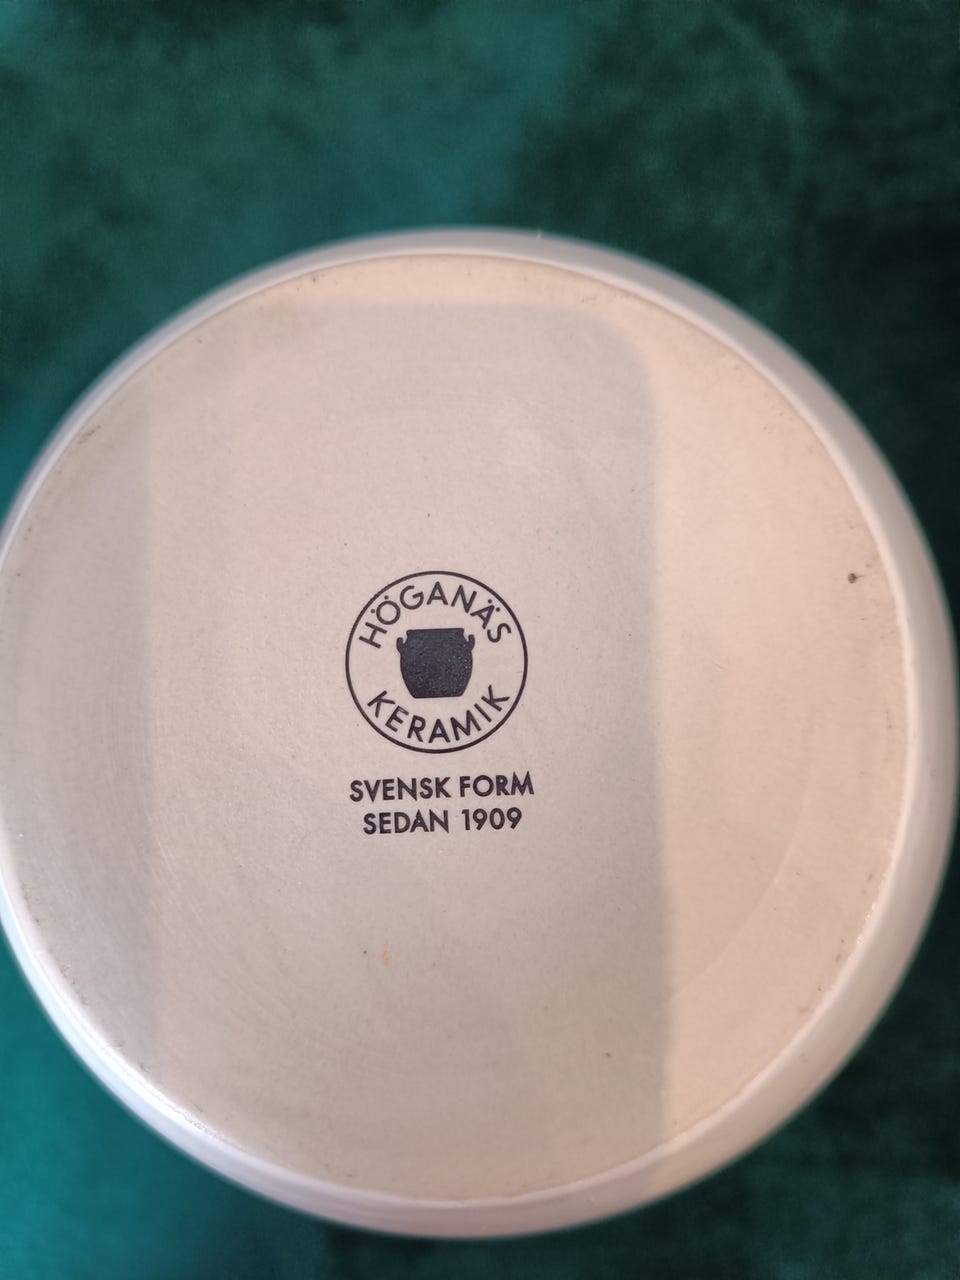 HÖGANÄS
KERAMIK
SVENSK FORM
SEDAN 1909